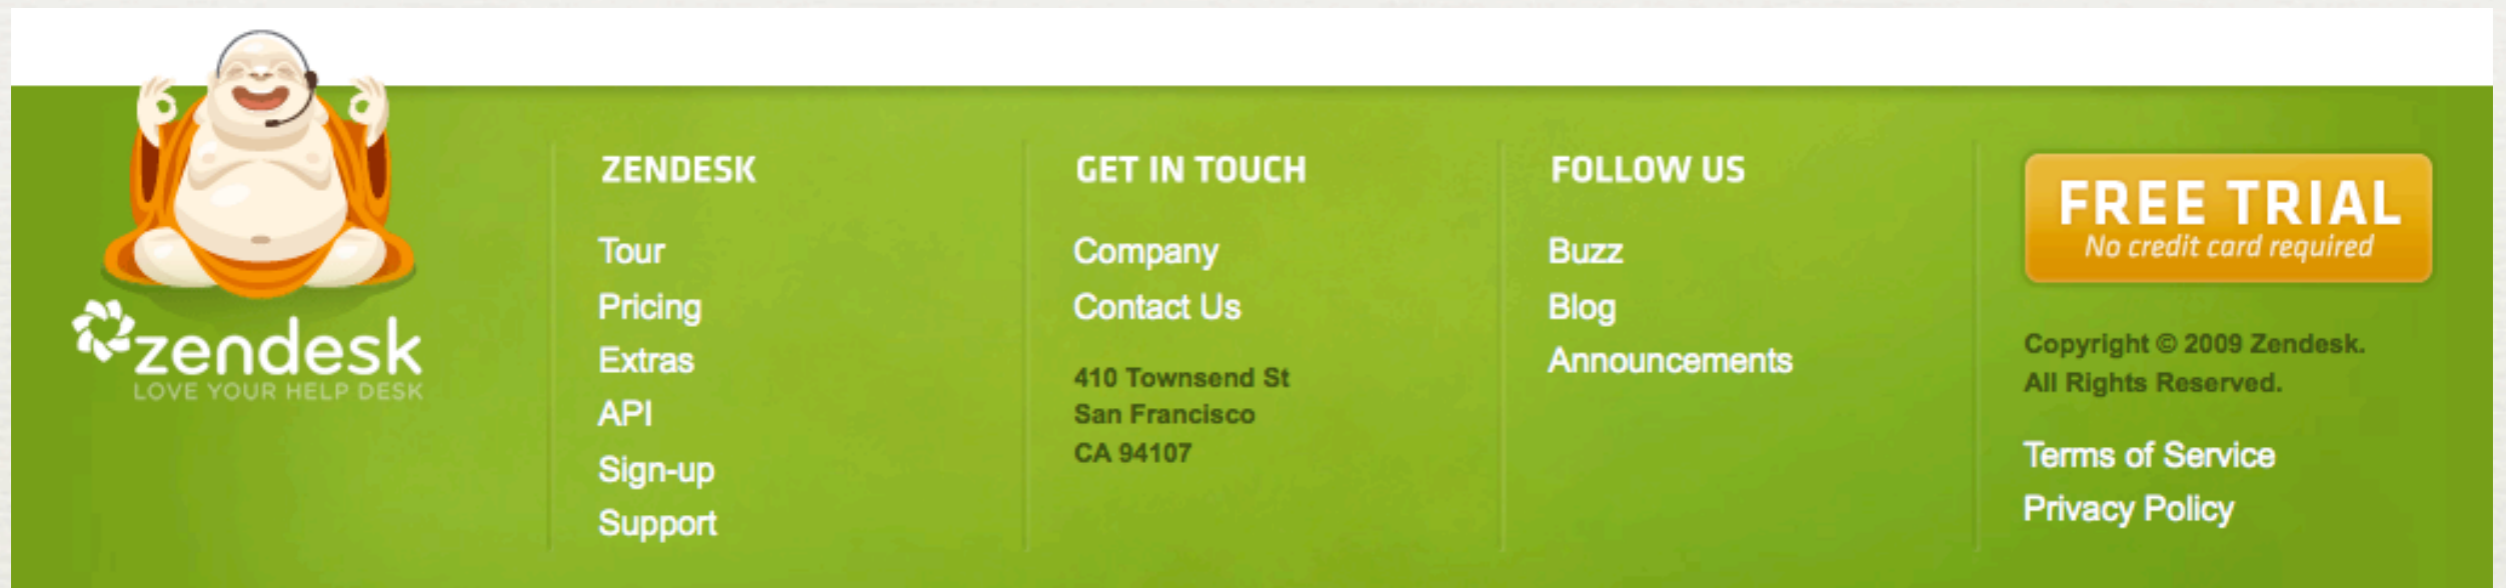 zendesk
LOVE YOUR HELP DESK
ZENDESK
Tour
Pricing
Extras
API
Sign-up
Support
GET IN TOUCH
Company
Contact Us
410 Townsend St
San Francisco
CA 94107
FOLLOW US
Buzz
Blog
Announcements
FREE TRIAL
No credit card required
Copyright © 2009 Zendesk.
All Rights Reserved.
Terms of Service
Privacy Policy